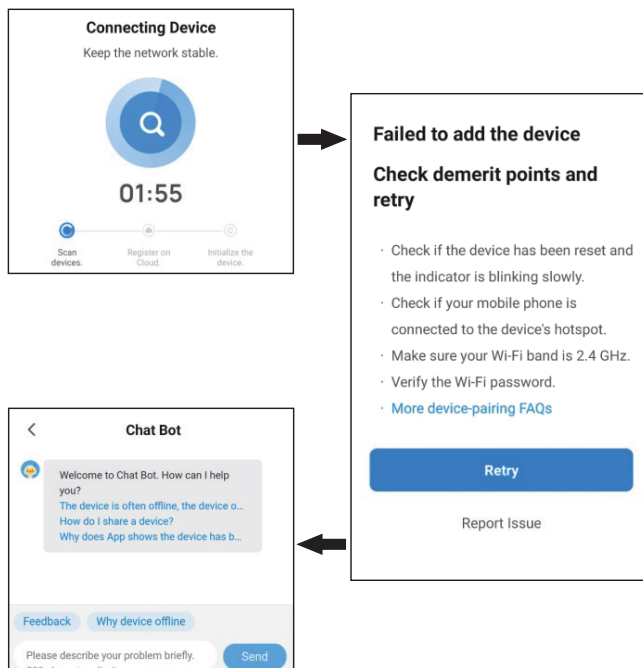 Connecting Device
Keep the network stable.
01:55
Scan
devices.
Register on
Cloud.
Initialize the
device.
Failed to add the device
Check demerit points and
retry
· Check if the device has been reset and
the indicator is blinking slowly.
· Check if your mobile phone is
connected to the device's hotspot.
· Make sure your Wi-Fi band is 2.4 GHz.
· Verify the Wi-Fi password.
· More device-pairing FAQs
Retry
Report Issue
Chat Bot
Welcome to Chat Bot. How can I help
you?
The device is often offline, the device o...
How do I share a device?
Why does App shows the device has b...
Feedback
Why device offline
Please describe your problem briefly.
Send